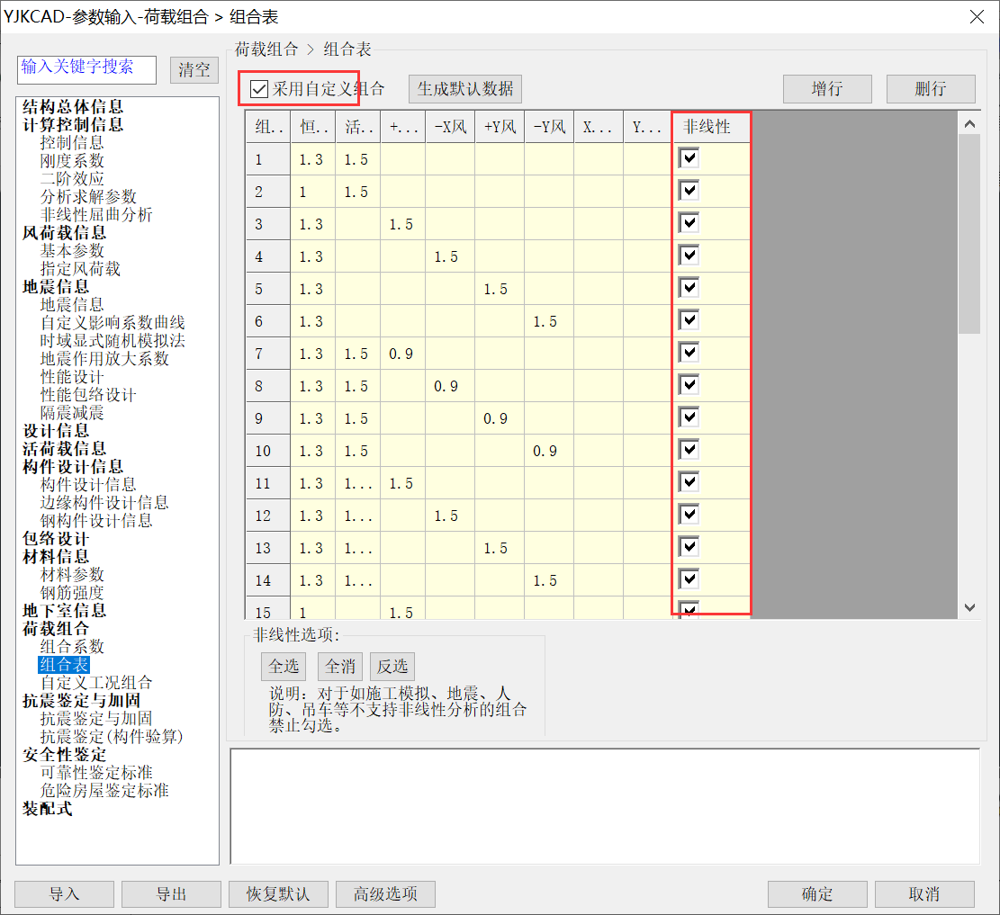 YJKCAD-参数输入-荷载组合 > 组合表
输入关键字搜索
清空
结构总体信息
计算控制信息
控制信息
刚度系数
二阶效应
分析求解参数
非线性屈曲分析
风荷载信息
基本参数
指定风荷载
地震信息
地震信息
自定义影响系数曲线
时域显式随机模拟法
地震作用放大系数
性能设计
性能包络设计
隔震减震
设计信息
活荷载信息
构件设计信息
构件设计信息
边缘构件设计信息
钢构件设计信息
包络设计
材料信息
材料参数
钢筋强度
地下室信息
荷载组合
组合系数
组合表
自定义工况组合
抗震鉴定与加固
抗震鉴定与加固
抗震鉴定(构件验算)
安全性鉴定
可靠性鉴定标准
危险房屋鉴定标准
装配式
荷载组合 > 组合表
采用自定义组合 生成默认数据 增行 删行
组.. 恒.. 活.. +... -X风 +Y风 -Y风 X... Y... 非线性
1 1.3 1.5
2 1 1.5
3 1.3 1.5
4 1.3 1.5
5 1.3 1.5
6 1.3 1.5
7 1.3 1.5 0.9
8 1.3 1.5 0.9
9 1.3 1.5 0.9
10 1.3 1.5 0.9
11 1.3 1... 1.5
12 1.3 1... 1.5
13 1.3 1... 1.5
14 1.3 1... 1.5
15 1 1.5
非线性选项:
全选 全消 反选
说明：对于如施工模拟、地震、人
防、吊车等不支持非线性分析的组合
禁止勾选。
导入 导出 恢复默认 高级选项 确定 取消